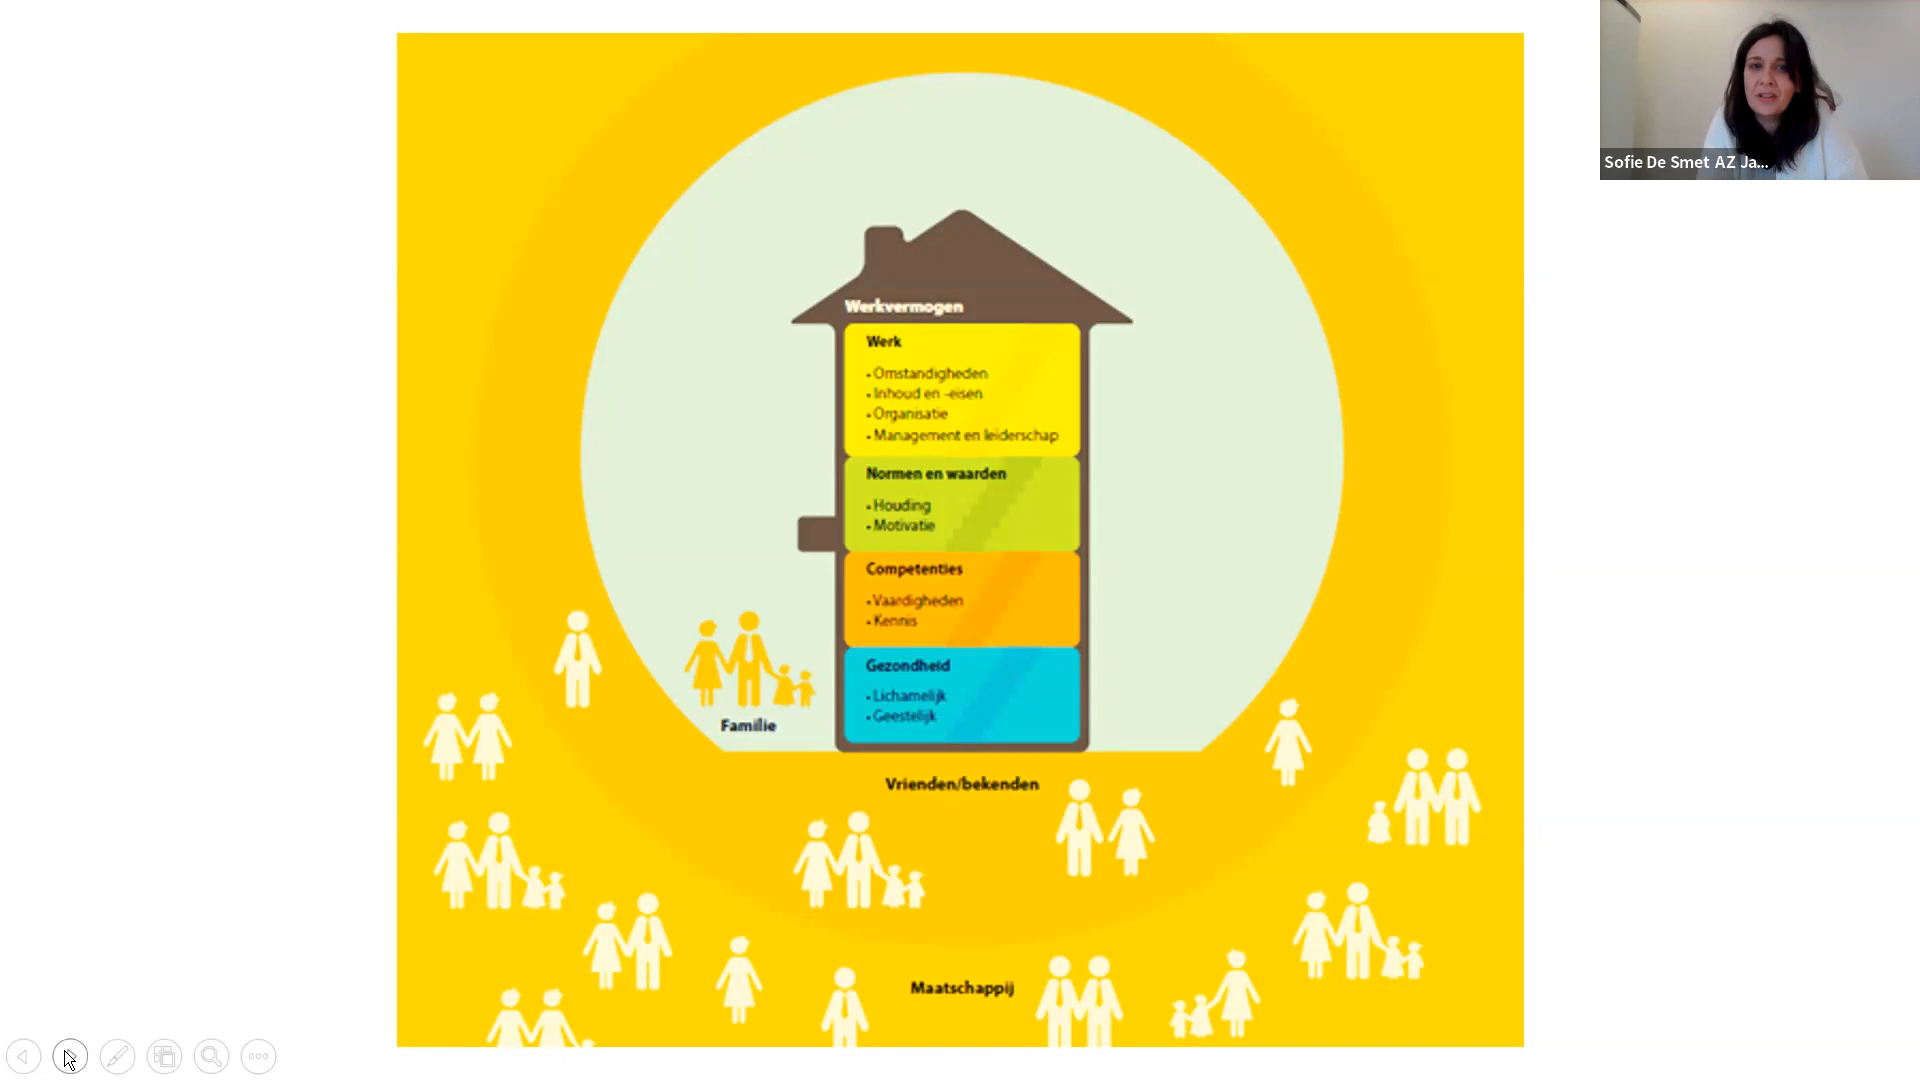 Sofie De Smet AZ Ja...
Werkvermogen
Werk
• Omstandigheden
• Inhoud en -eisen
• Organisatie
• Management en leiderschap
Normen en waarden
• Houding
• Motivatie
Competenties
• Vaardigheden
• Kennis
Gezondheid
• Lichamelijk
• Geestelijk
Familie
Vrienden/bekenden
Maatschappij